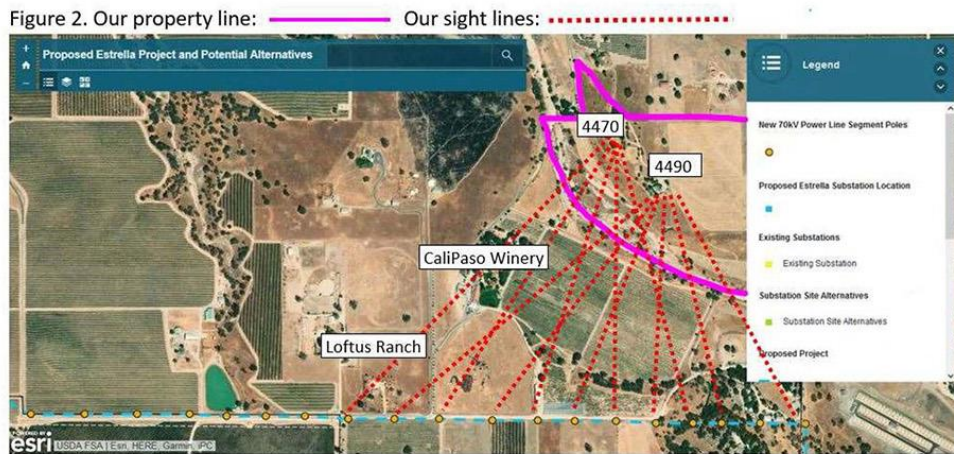 Figure 2. Our property line:
Our sight lines:
Proposed Estrella Project and Potential Alternatives
Legend
New 70kV Power Line Segment Poles
Proposed Estrella Substation Location
Existing Substations
Existing Substation
Substation Site Alternatives
Substation Site Alternatives
Proposed Project
4470
4490
CaliPaso Winery
Loftus Ranch
POWERED BY
esri
USDA FSA | Esri, HERE, Garmin, iPC